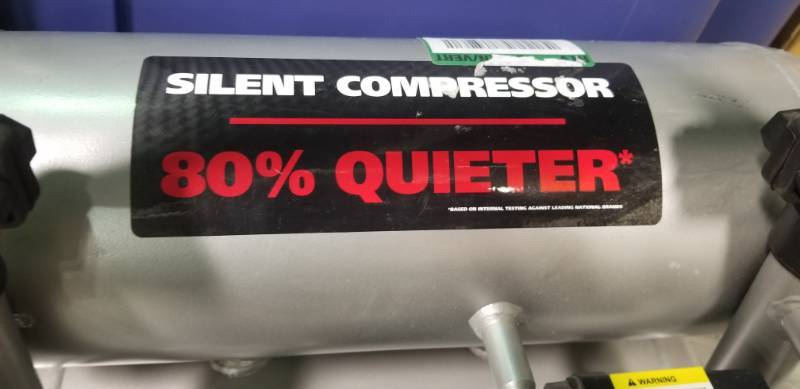 SILENT COMPRESSOR
80% QUIETER*
*BASED ON INTERNAL TESTING AGAINST LEADING NATIONAL BRANDS
WARNING